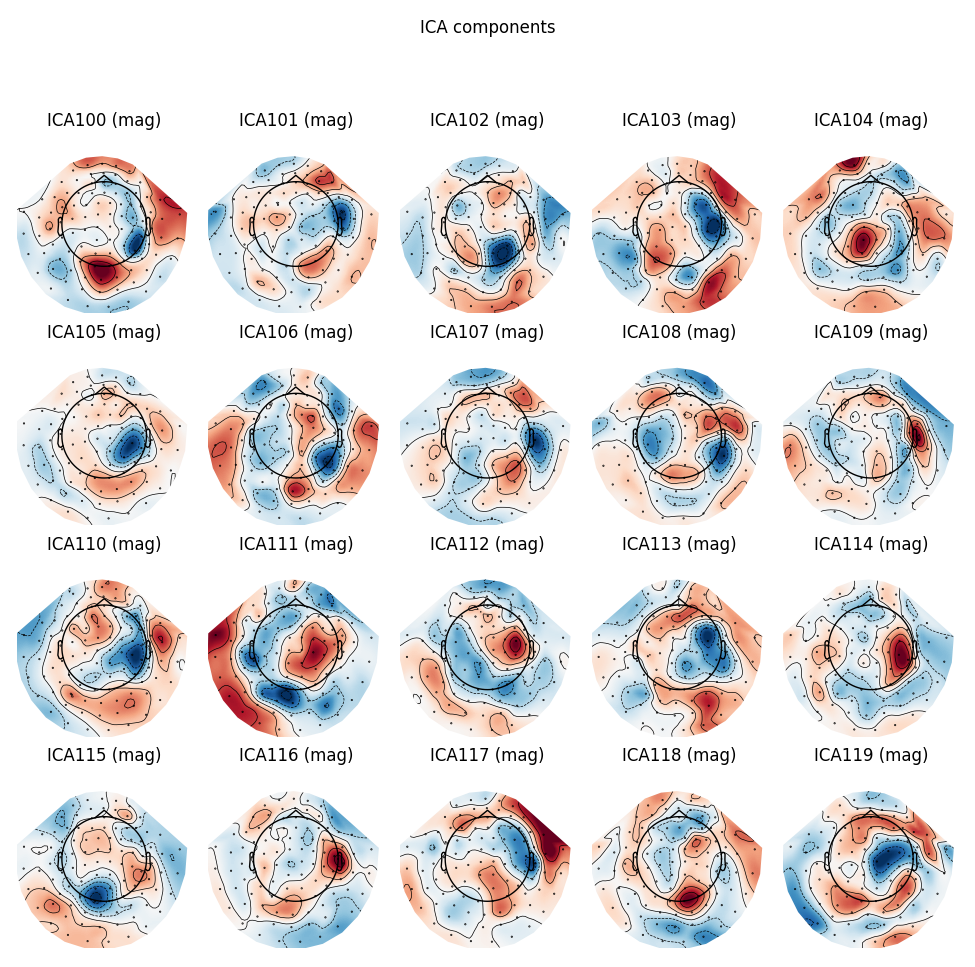 ICA components
ICA100 (mag) ICA101 (mag) ICA102 (mag) ICA103 (mag) ICA104 (mag)
ICA105 (mag) ICA106 (mag) ICA107 (mag) ICA108 (mag) ICA109 (mag)
ICA110 (mag) ICA111 (mag) ICA112 (mag) ICA113 (mag) ICA114 (mag)
ICA115 (mag) ICA116 (mag) ICA117 (mag) ICA118 (mag) ICA119 (mag)